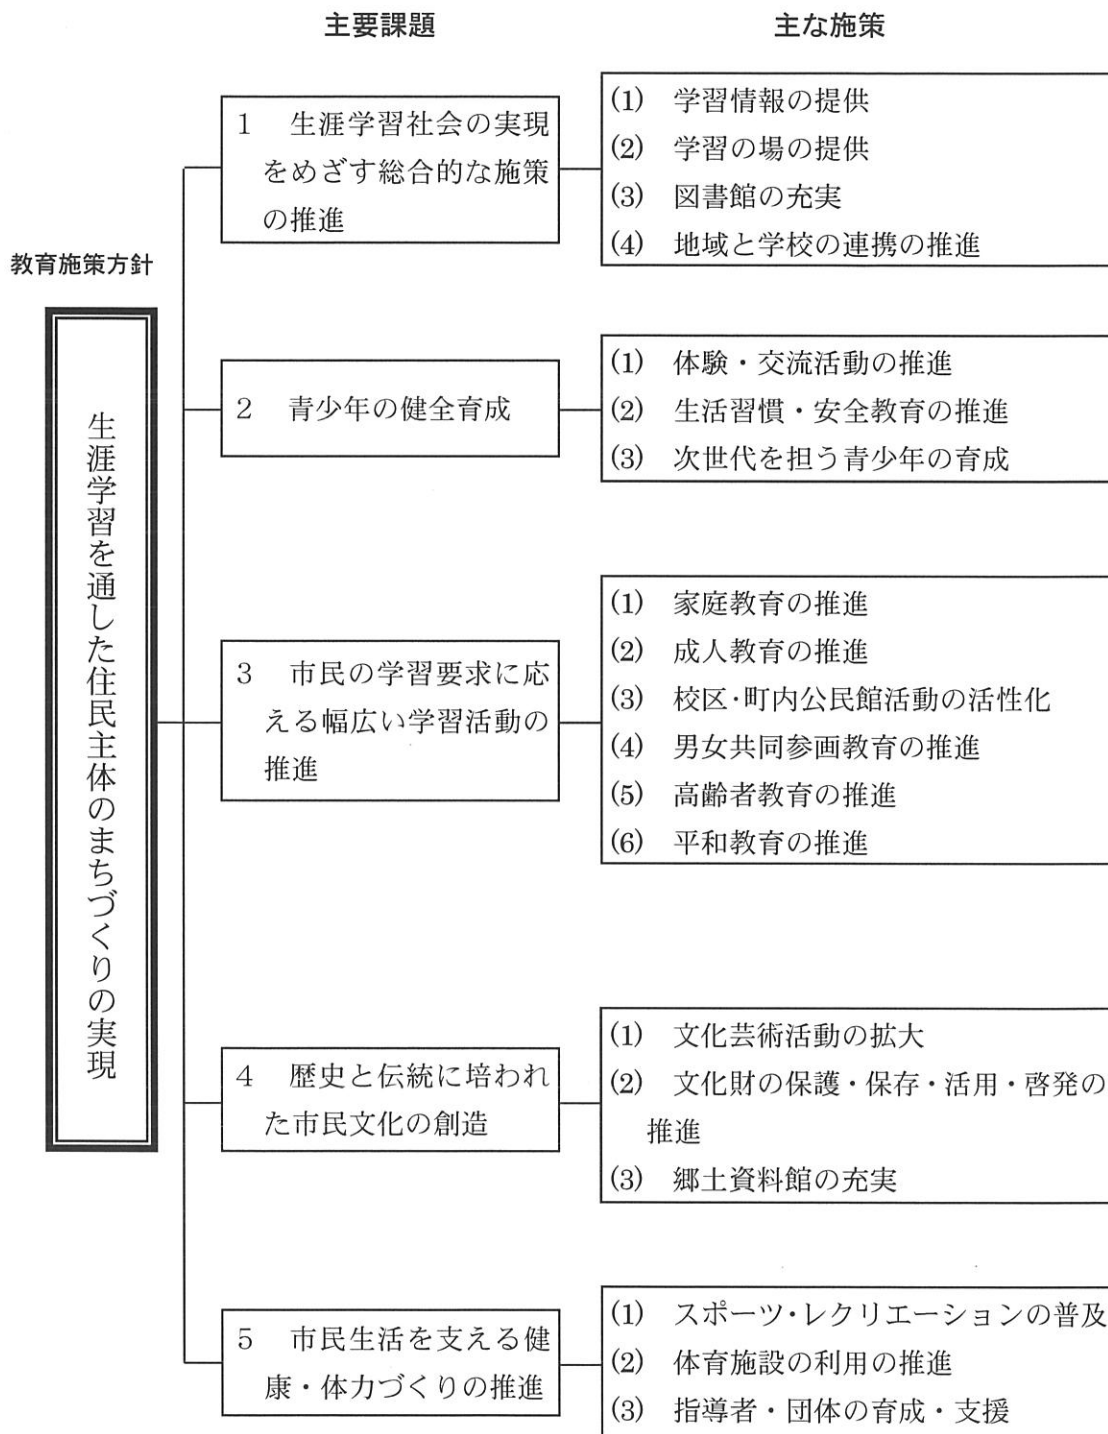 主要課題
主な施策
教育施策方針
生涯学習を通した住民主体のまちづくりの実現
1 生涯学習社会の実現
をめざす総合的な施策
の推進
(1) 学習情報の提供
(2) 学習の場の提供
(3) 図書館の充実
(4) 地域と学校の連携の推進
2 青少年の健全育成
(1) 体験・交流活動の推進
(2) 生活習慣・安全教育の推進
(3) 次世代を担う青少年の育成
3 市民の学習要求に応
える幅広い学習活動の
推進
(1) 家庭教育の推進
(2) 成人教育の推進
(3) 校区・町内公民館活動の活性化
(4) 男女共同参画教育の推進
(5) 高齢者教育の推進
(6) 平和教育の推進
4 歴史と伝統に培われ
た市民文化の創造
(1) 文化芸術活動の拡大
(2) 文化財の保護・保存・活用・啓発の
推進
(3) 郷土資料館の充実
5 市民生活を支える健
康・体力づくりの推進
(1) スポーツ・レクリエーションの普及
(2) 体育施設の利用の推進
(3) 指導者・団体の育成・支援